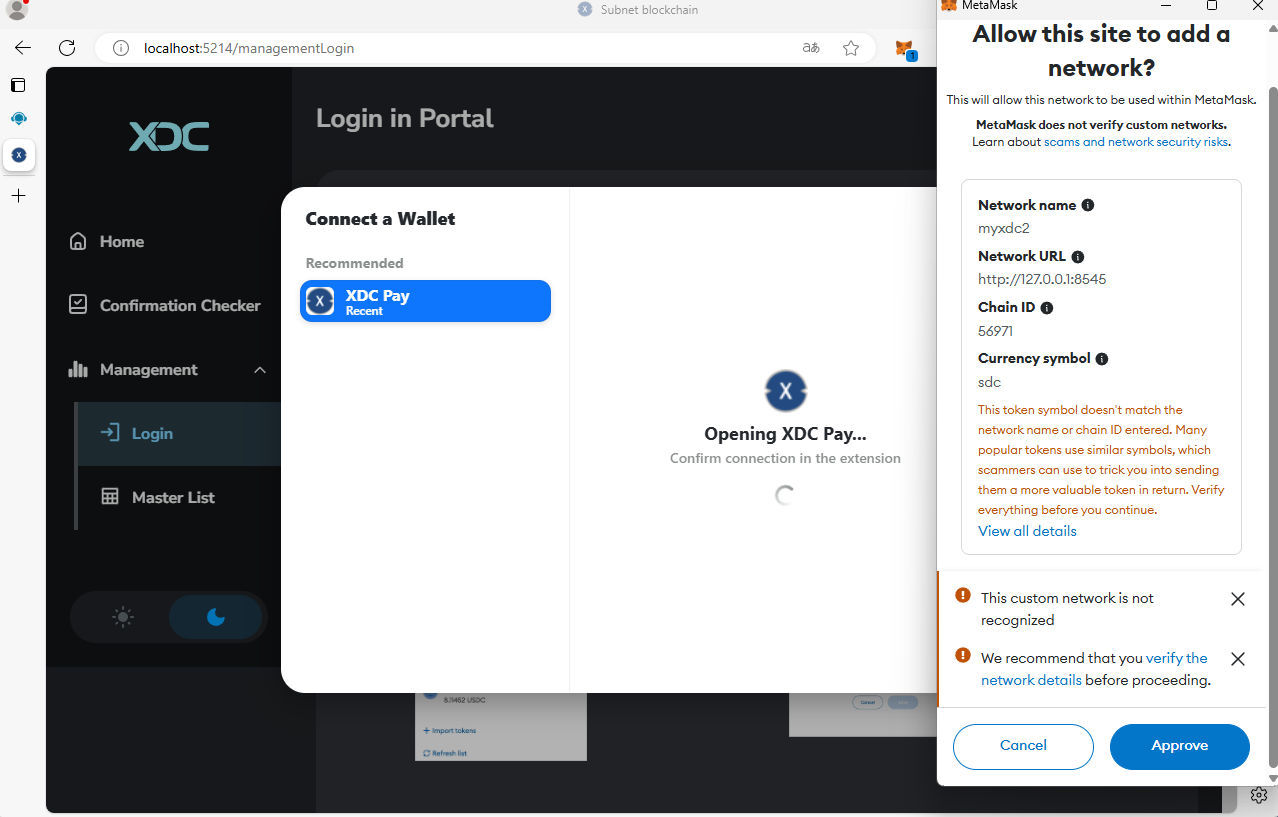 Subnet blockchain
localhost:5214/managementLogin
aあ
1
XDC
Home
Confirmation Checker
Management
Login
Master List
Login in Portal
Connect a Wallet
Recommended
X
XDC Pay
Recent
X
Opening XDC Pay...
Confirm connection in the extension
8.11452 USDC
+ Import tokens
Refresh list
Cancel
MetaMask
Allow this site to add a
network?
This will allow this network to be used within MetaMask.
MetaMask does not verify custom networks.
Learn about scams and network security risks.
Network name
myxdc2
Network URL
http://127.0.0.1:8545
Chain ID
56971
Currency symbol
sdc
This token symbol doesn't match the
network name or chain ID entered. Many
popular tokens use similar symbols, which
scammers can use to trick you into sending
them a more valuable token in return. Verify
everything before you continue.
View all details
This custom network is not
recognized
We recommend that you verify the
network details before proceeding.
Cancel
Approve